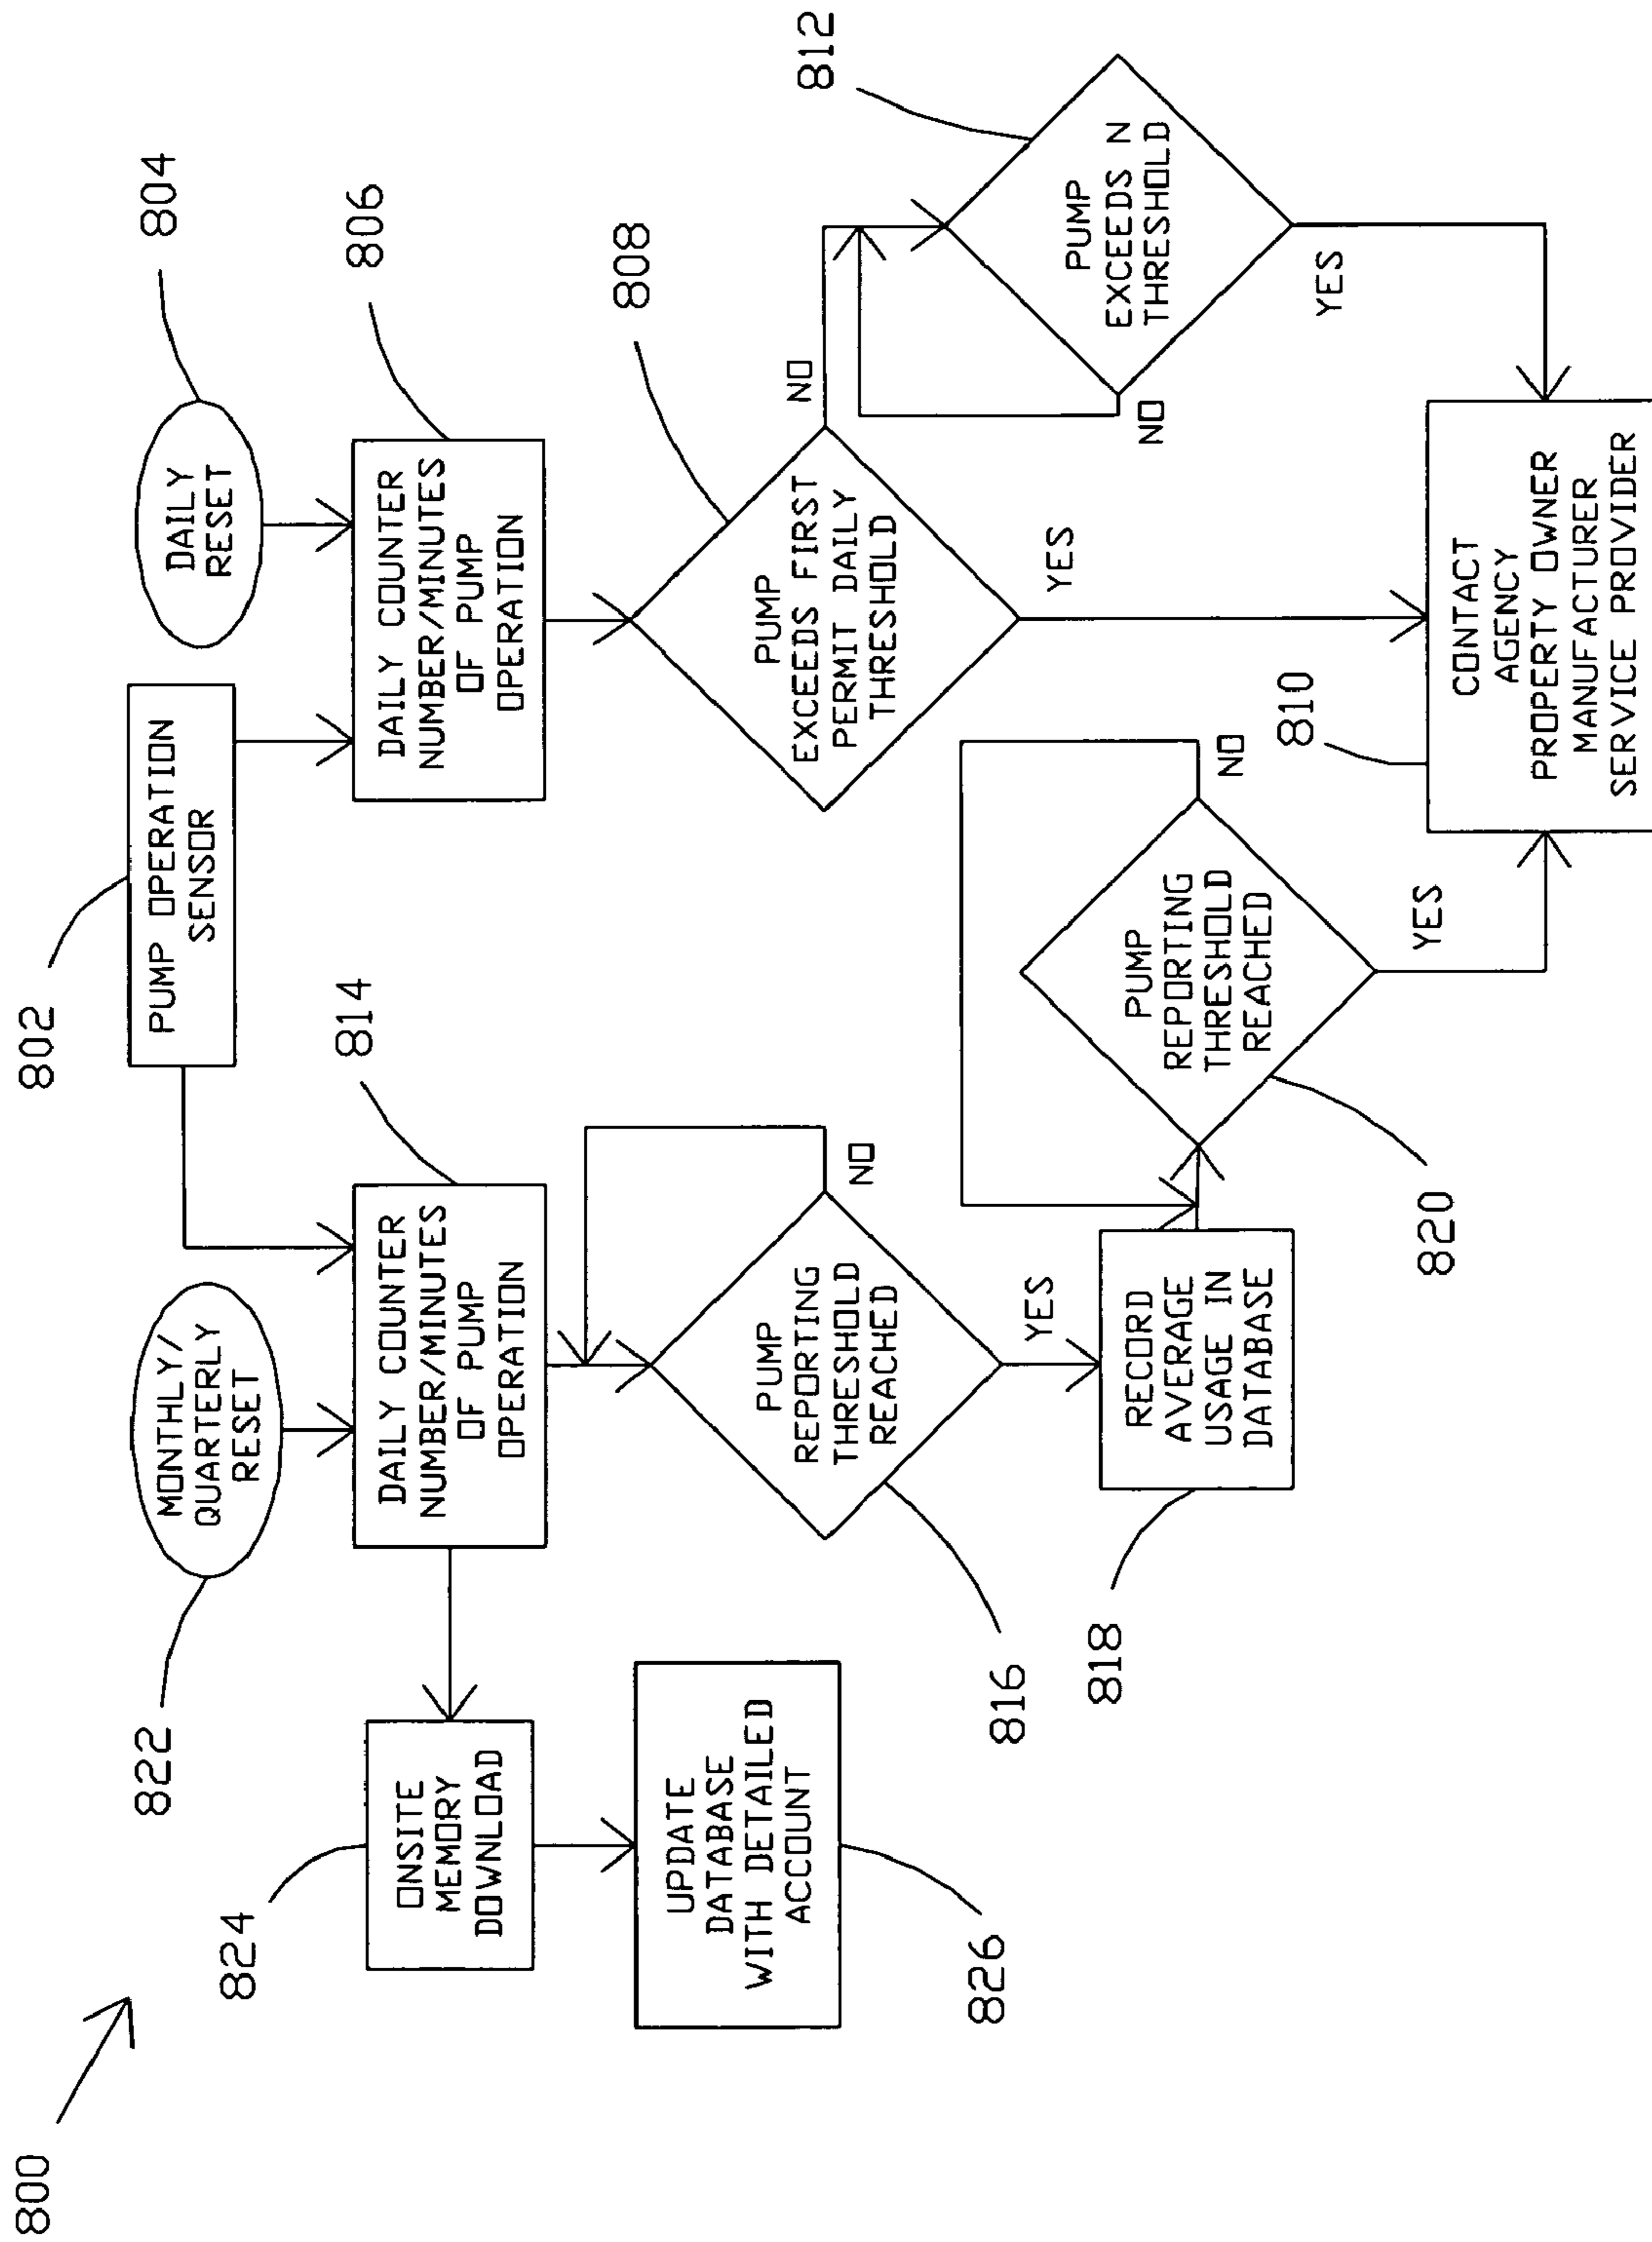 800
802
PUMP OPERATION
SENSOR
804
DAILY
RESET
822
MONTHLY/
QUARTERLY
RESET
814
DAILY COUNTER
NUMBER/MINUTES
OF PUMP
OPERATION
806
DAILY COUNTER
NUMBER/MINUTES
OF PUMP
OPERATION
824
ONSITE
MEMORY
DOWNLOAD
826
UPDATE
DATABASE
WITH DETAILED
ACCOUNT
816
PUMP
REPORTING
THRESHOLD
REACHED
NO
YES
808
PUMP
EXCEEDS FIRST
PERMIT DAILY
THRESHOLD
NO
YES
812
PUMP
EXCEEDS N
THRESHOLD
NO
YES
818
RECORD
AVERAGE
USAGE IN
DATABASE
820
PUMP
REPORTING
THRESHOLD
REACHED
NO
YES
810
CONTACT
AGENCY
PROPERTY OWNER
MANUFACTURER
SERVICE PROVIDER